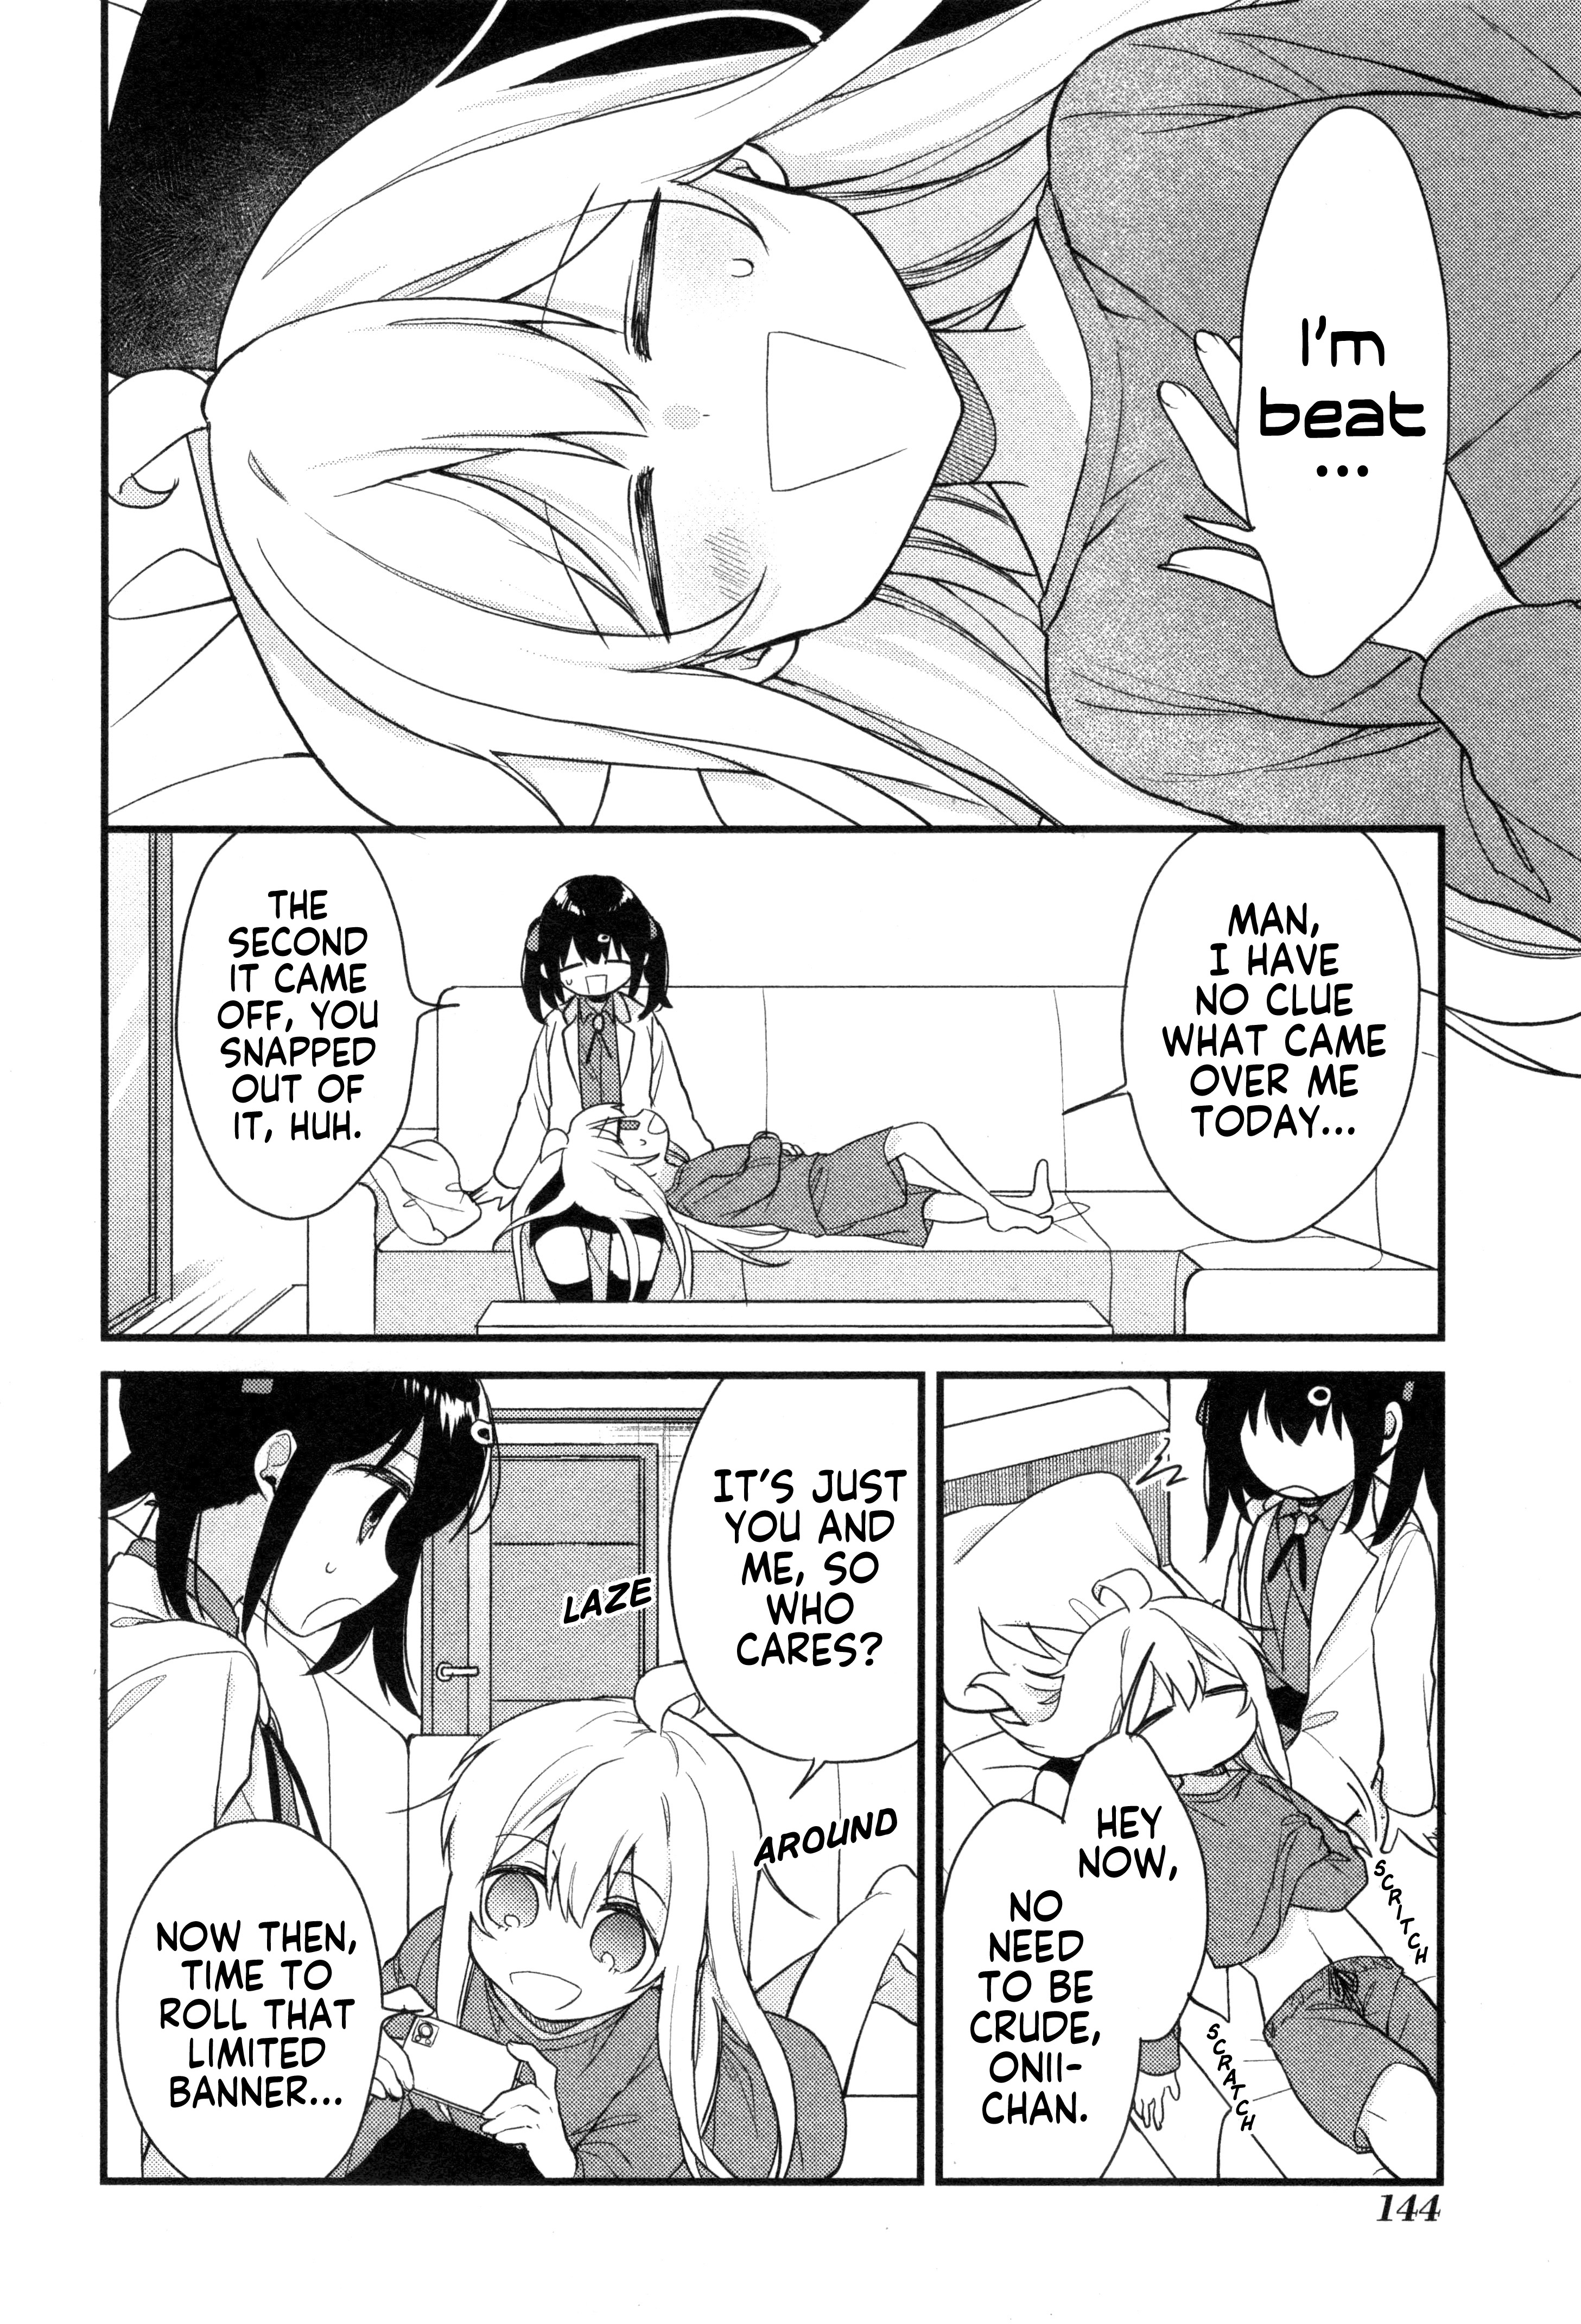 I'm
beat
...
MAN,
I HAVE
NO CLUE
WHAT CAME
OVER ME
TODAY...
THE
SECOND
IT CAME
OFF, YOU
SNAPPED
OUT OF
IT, HUH.
SCRITCH
SCRATCH
HEY
NOW,
NO
NEED
TO BE
CRUDE,
ONII-
CHAN.
IT'S JUST
YOU AND
ME, SO
WHO
CARES?
LAZE
AROUND
NOW THEN,
TIME TO
ROLL THAT
LIMITED
BANNER...
144